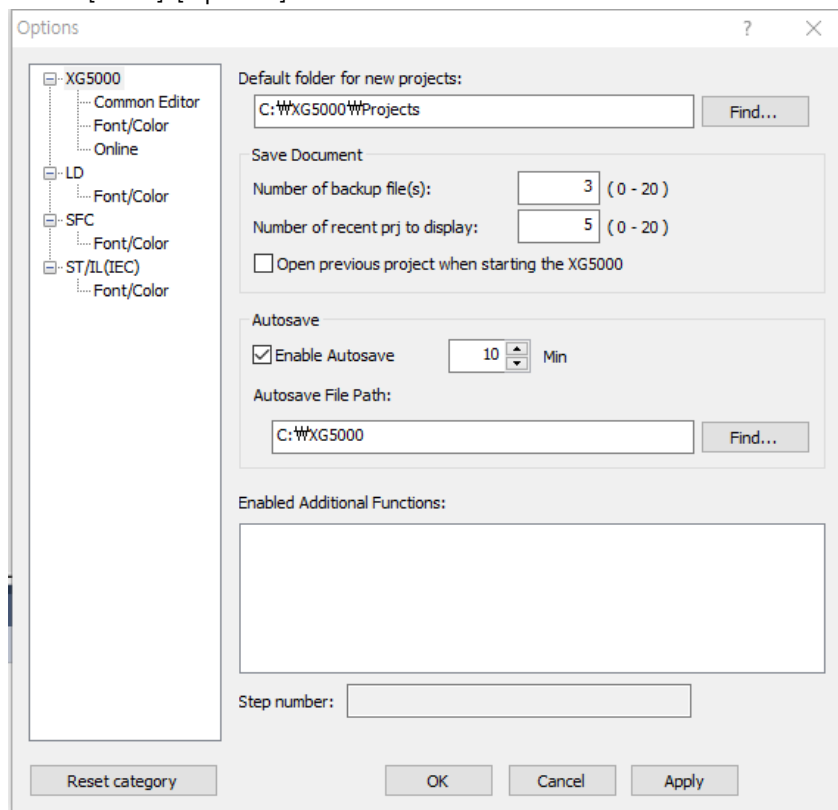 Options
XG5000
Common Editor
Font/Color
Online
LD
Font/Color
SFC
Font/Color
ST/IL(IEC)
Font/Color
Default folder for new projects:
C:₩XG5000₩Projects
Find...
Save Document
Number of backup file(s): 3 ( 0 - 20 )
Number of recent prj to display: 5 ( 0 - 20 )
Open previous project when starting the XG5000
Autosave
Enable Autosave 10 Min
Autosave File Path:
C:₩XG5000
Find...
Enabled Additional Functions:
Step number:
Reset category
OK
Cancel
Apply